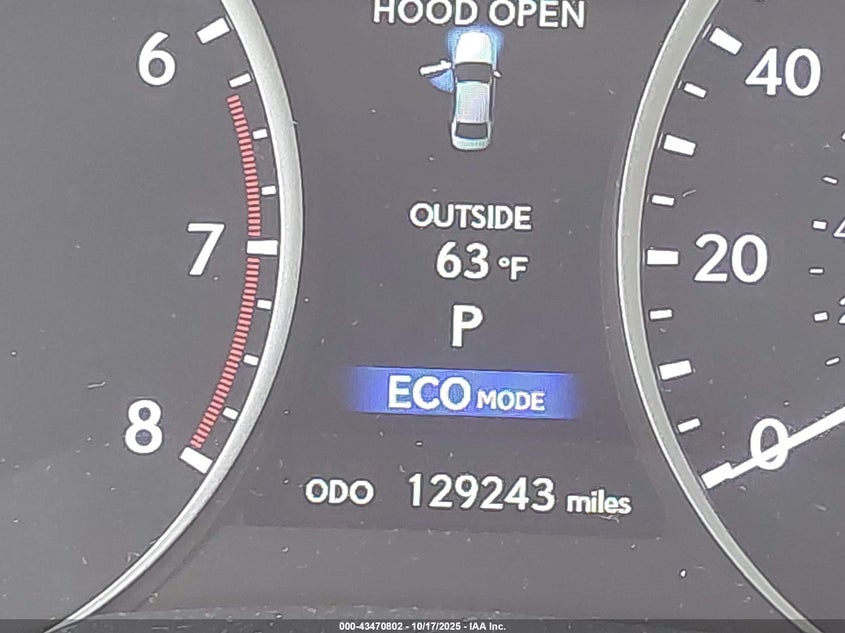 HOOD OPEN
6
40
OUTSIDE
63 °F
7
20
P
ECO MODE
8
0
ODO 129243 miles
000-43470802 - 10/17/2025 - IAA Inc.